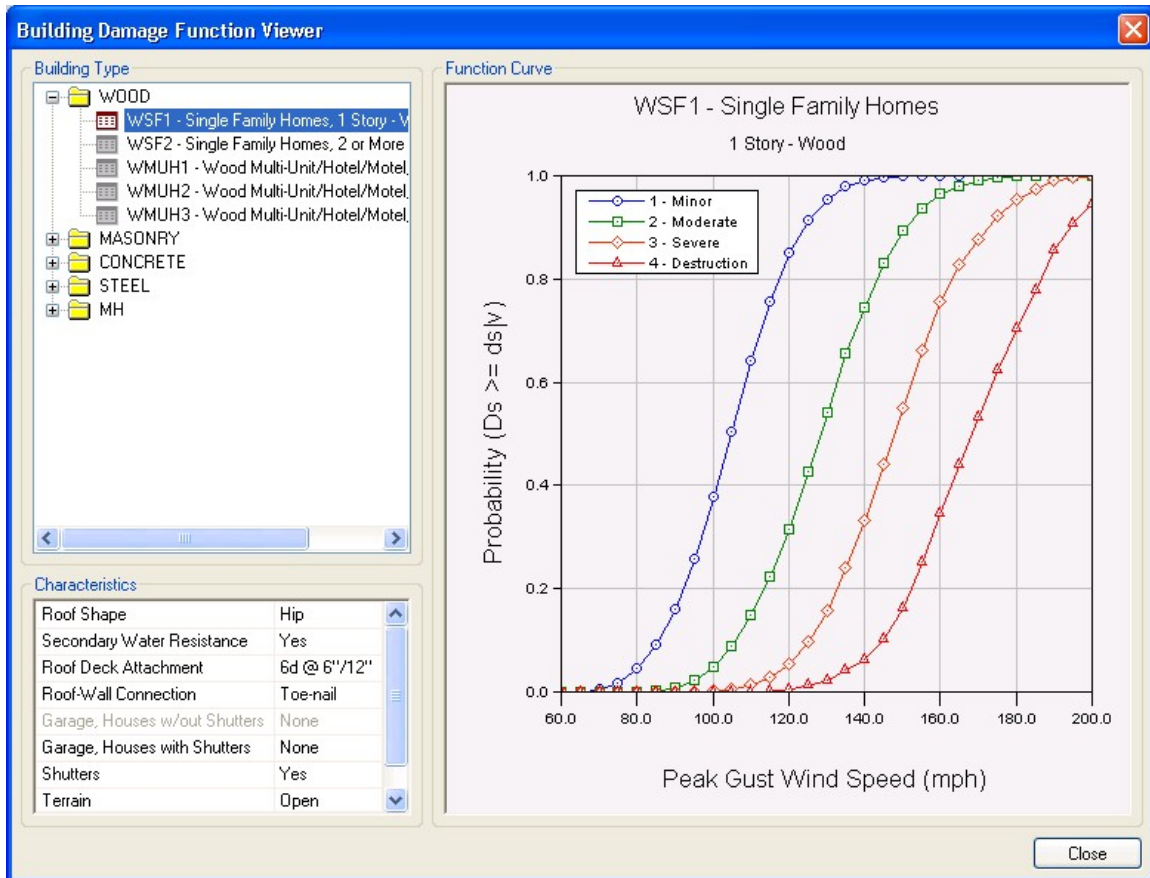 Building Damage Function Viewer
Building Type
WOOD
WSF1 - Single Family Homes, 1 Story - W
WSF2 - Single Family Homes, 2 or More
WMUH1 - Wood Multi-Unit/Hotel/Motel,
WMUH2 - Wood Multi-Unit/Hotel/Motel,
WMUH3 - Wood Multi-Unit/Hotel/Motel,
MASONRY
CONCRETE
STEEL
MH
Characteristics
Roof Shape Hip
Secondary Water Resistance Yes
Roof Deck Attachment 6d @ 6"/12"
Roof-Wall Connection Toe-nail
Garage, Houses w/out Shutters None
Garage, Houses with Shutters None
Shutters Yes
Terrain Open
Function Curve
WSF1 - Single Family Homes
1 Story - Wood
1 - Minor
2 - Moderate
3 - Severe
4 - Destruction
Probability (Ds >= ds|v)
1.0
0.8
0.6
0.4
0.2
0.0
60.0 80.0 100.0 120.0 140.0 160.0 180.0 200.0
Peak Gust Wind Speed (mph)
Close